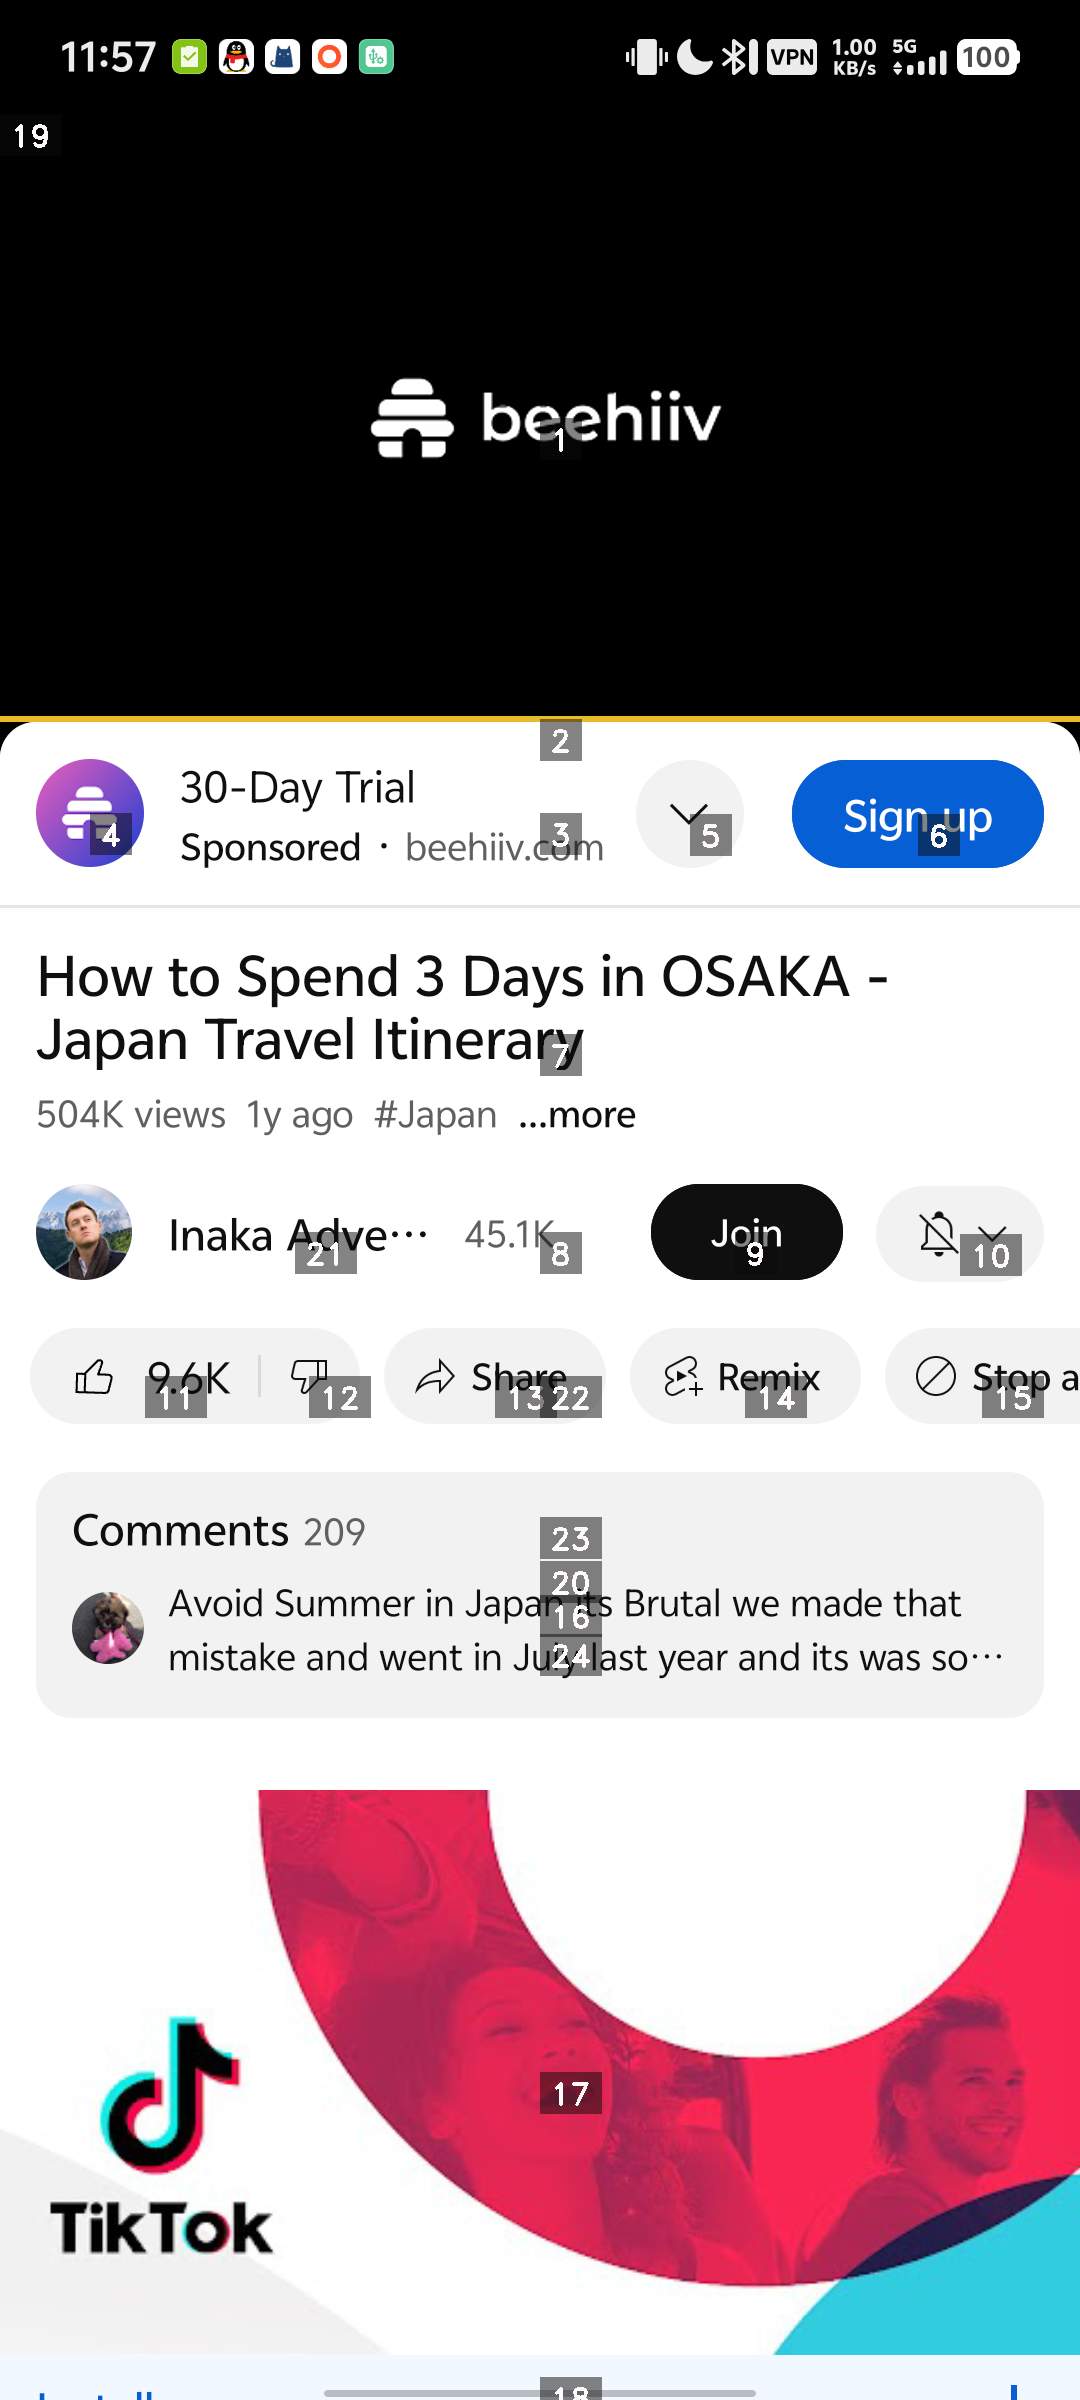 11:57
VPN
1.00 KB/s
5G
100
19
beehiiv
1
2
30-Day Trial
Sponsored · beehiiv.com
3
4
5
Sign up
6
How to Spend 3 Days in OSAKA -
Japan Travel Itinerary
7
504K views 1y ago #Japan ...more
Inaka Adve… 45.1K
21
8
Join
9
10
9.6K
11
12
Share
13
22
Remix
14
Stop a
15
Comments 209
23
20
Avoid Summer in Japan its Brutal we made that
16
mistake and went in July last year and its was so…
24
17
TikTok
18